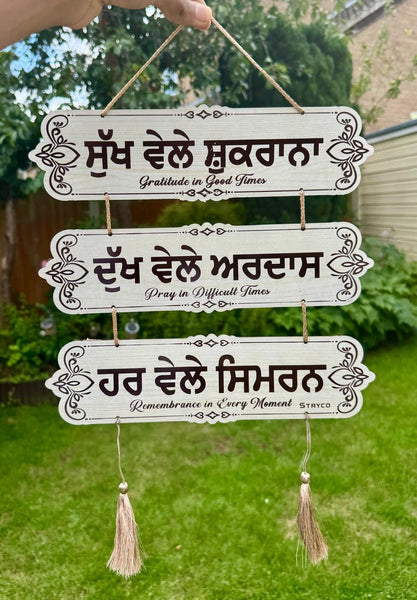 ਸੁੱਖ ਵੇਲੇ ਸ਼ੁਕਰਾਨਾ
Gratitude in Good Times
ਦੁੱਖ ਵੇਲੇ ਅਰਦਾਸ
Pray in Difficult Times
ਹਰ ਵੇਲੇ ਸਿਮਰਨ
Remembrance in Every Moment STRYCO